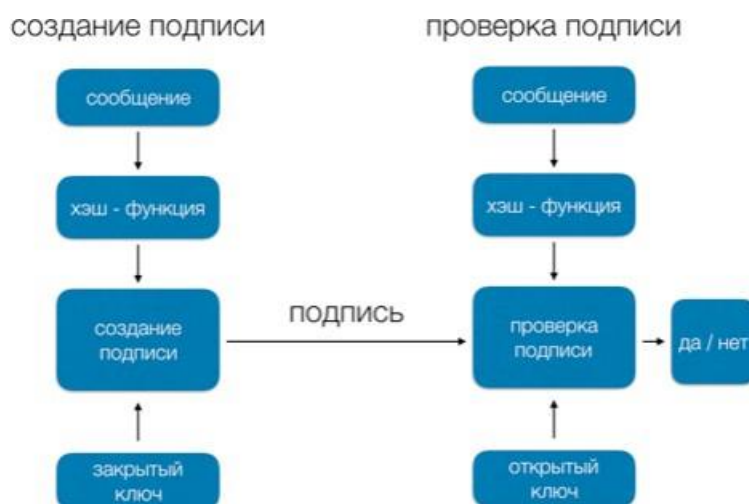 создание подписи
проверка подписи
сообщение
сообщение
хэш - функция
хэш - функция
создание
подписи
подпись
проверка
подписи
да / нет
закрытый
ключ
открытый
ключ